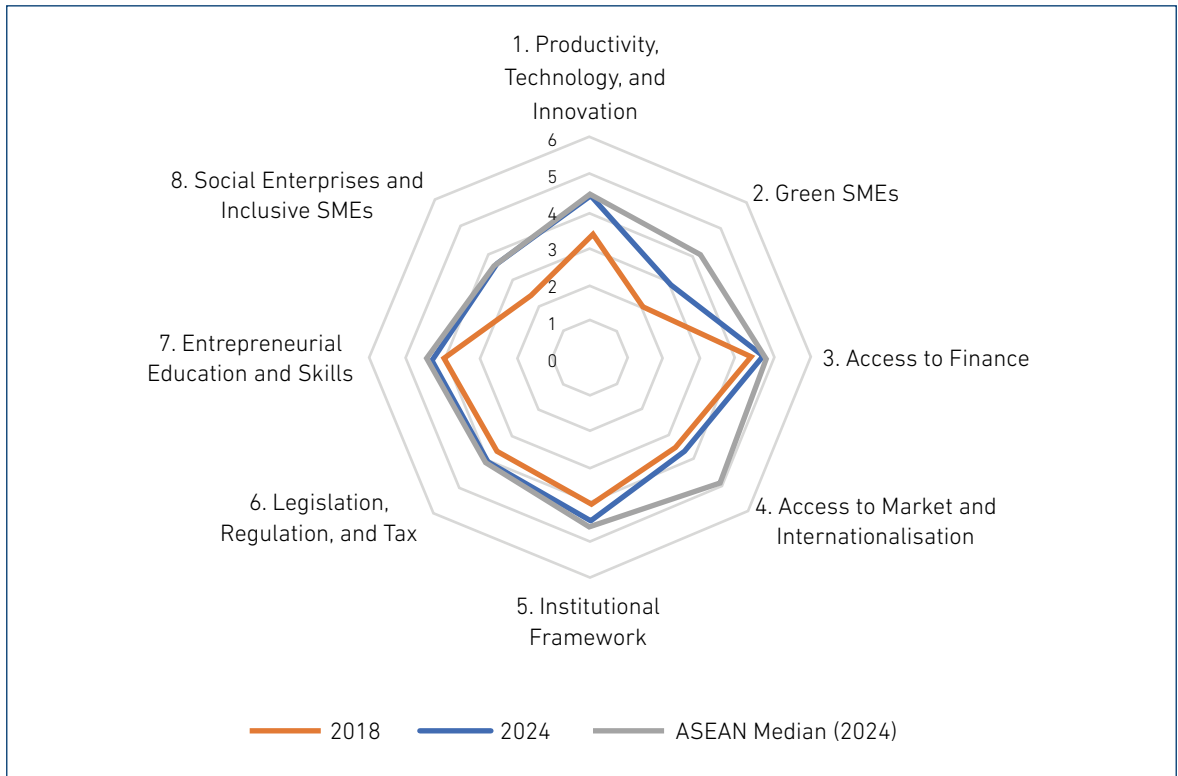 1. Productivity,
Technology, and
Innovation
2. Green SMEs
3. Access to Finance
4. Access to Market and
Internationalisation
5. Institutional
Framework
6. Legislation,
Regulation, and Tax
7. Entrepreneurial
Education and Skills
8. Social Enterprises and
Inclusive SMEs
6
5
4
3
2
1
0
2018
2024
ASEAN Median (2024)